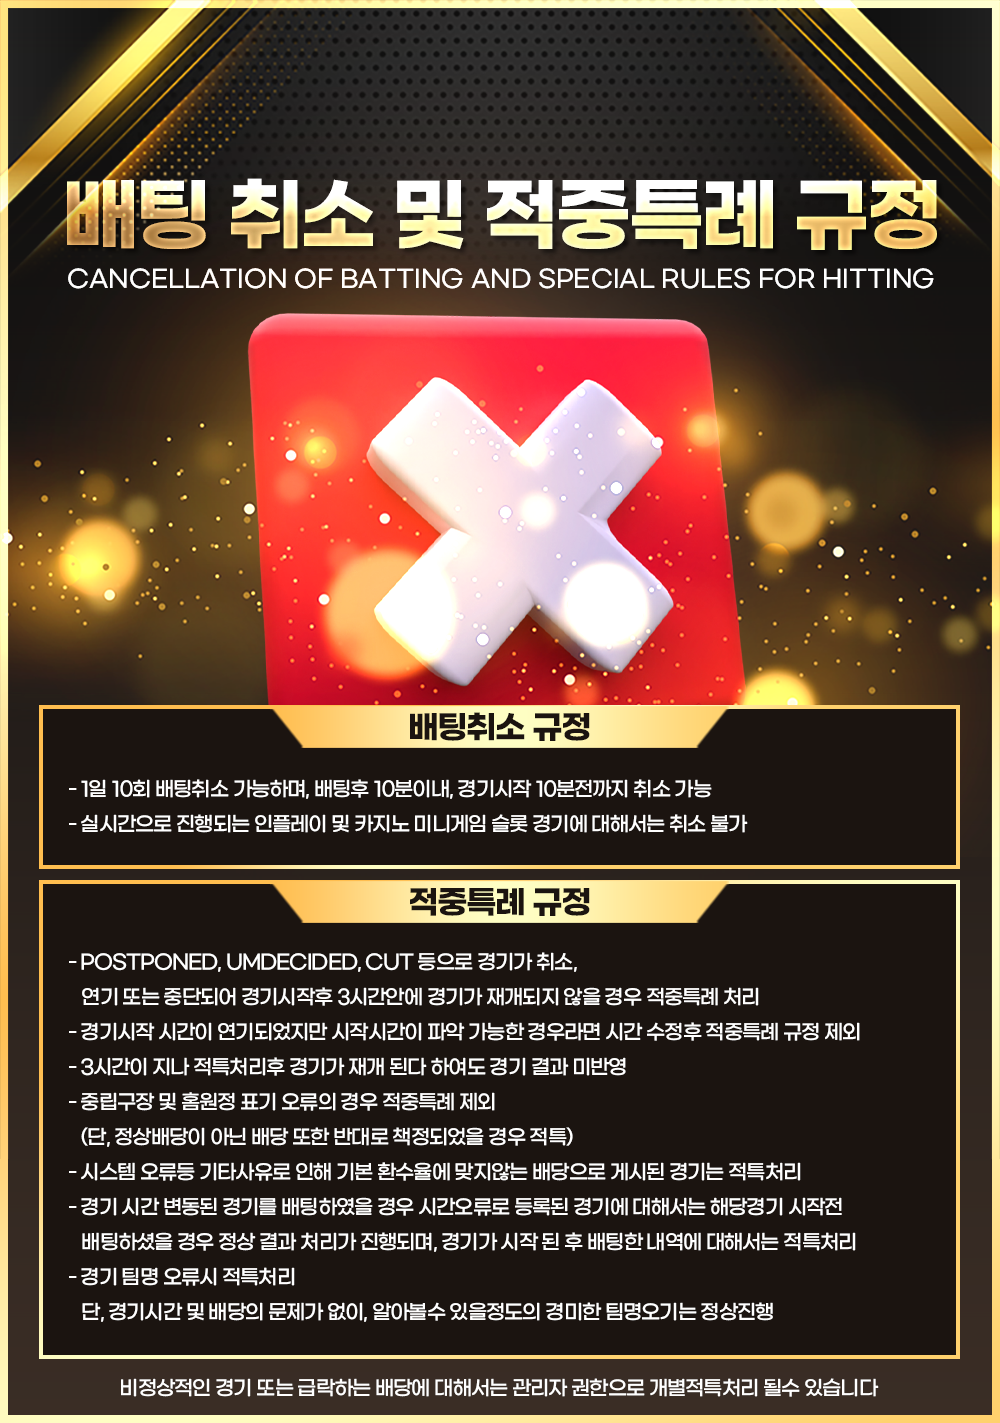 배팅 취소 및 적중특례 규정
CANCELLATION OF BATTING AND SPECIAL RULES FOR HITTING
배팅취소 규정
- 1일 10회 배팅취소 가능하며, 배팅후 10분이내, 경기시작 10분전까지 취소 가능
- 실시간으로 진행되는 인플레이 및 카지노 미니게임 슬롯 경기에 대해서는 취소 불가
적중특례 규정
- POSTPONED, UMDECIDED, CUT 등으로 경기가 취소,
연기 또는 중단되어 경기시작후 3시간안에 경기가 재개되지 않을 경우 적중특례 처리
- 경기시작 시간이 연기되었지만 시작시간이 파악 가능한 경우라면 시간 수정후 적중특례 규정 제외
- 3시간이 지나 적특처리후 경기가 재개 된다 하여도 경기 결과 미반영
- 중립구장 및 홈원정 표기 오류의 경우 적중특례 제외
(단, 정상배당이 아닌 배당 또한 반대로 책정되었을 경우 적특)
- 시스템 오류등 기타사유로 인해 기본 환수율에 맞지않는 배당으로 게시된 경기는 적특처리
- 경기 시간 변동된 경기를 배팅하였을 경우 시간오류로 등록된 경기에 대해서는 해당경기 시작전
배팅하셨을 경우 정상 결과 처리가 진행되며, 경기가 시작 된 후 배팅한 내역에 대해서는 적특처리
- 경기 팀명 오류시 적특처리
단, 경기시간 및 배당의 문제가 없이, 알아볼수 있을정도의 경미한 팀명오기는 정상진행
비정상적인 경기 또는 급락하는 배당에 대해서는 관리자 권한으로 개별적특처리 될수 있습니다